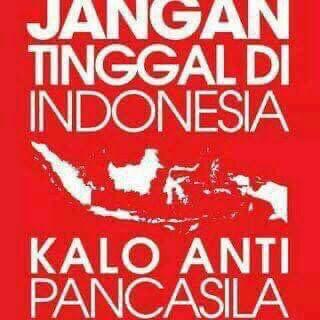 JANGAN
TINGGAL DI
INDONESIA
KALO ANTI
PANCASILA